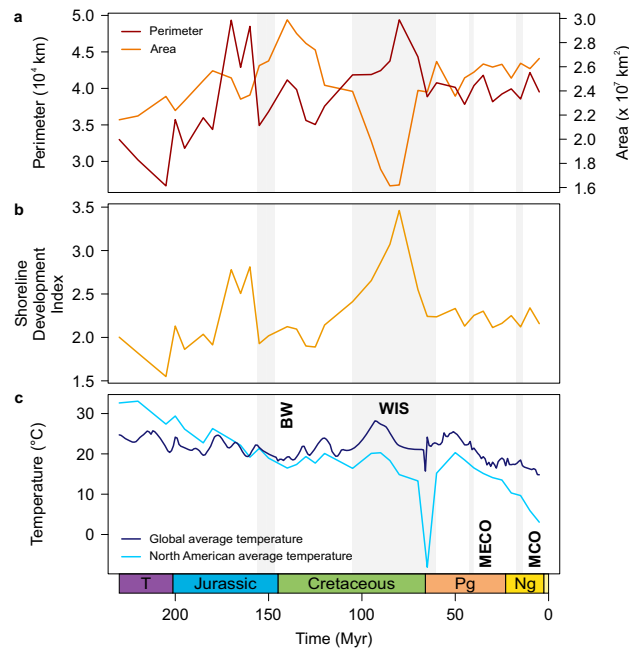 a
Perimeter
Area
5.0
4.5
4.0
3.5
3.0
Perimeter (10⁴ km)
3.0
2.8
2.6
2.4
2.2
2.0
1.8
1.6
Area (x 10⁷ km²)
b
3.5
3.0
2.5
2.0
1.5
Shoreline
Development
Index
c
30
20
10
0
Temperature (°C)
BW
WIS
MECO
MCO
Global average temperature
North American average temperature
T Jurassic Cretaceous Pg Ng
200 150 100 50 0
Time (Myr)